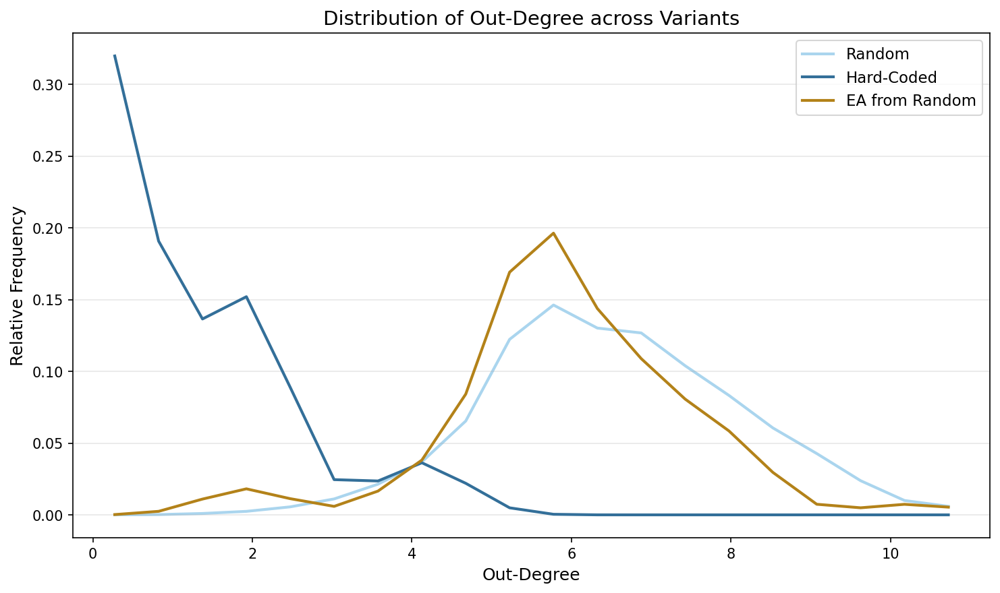 Distribution of Out-Degree across Variants
Random
Hard-Coded
EA from Random
Relative Frequency
0.30
0.25
0.20
0.15
0.10
0.05
0.00
0 2 4 6 8 10
Out-Degree